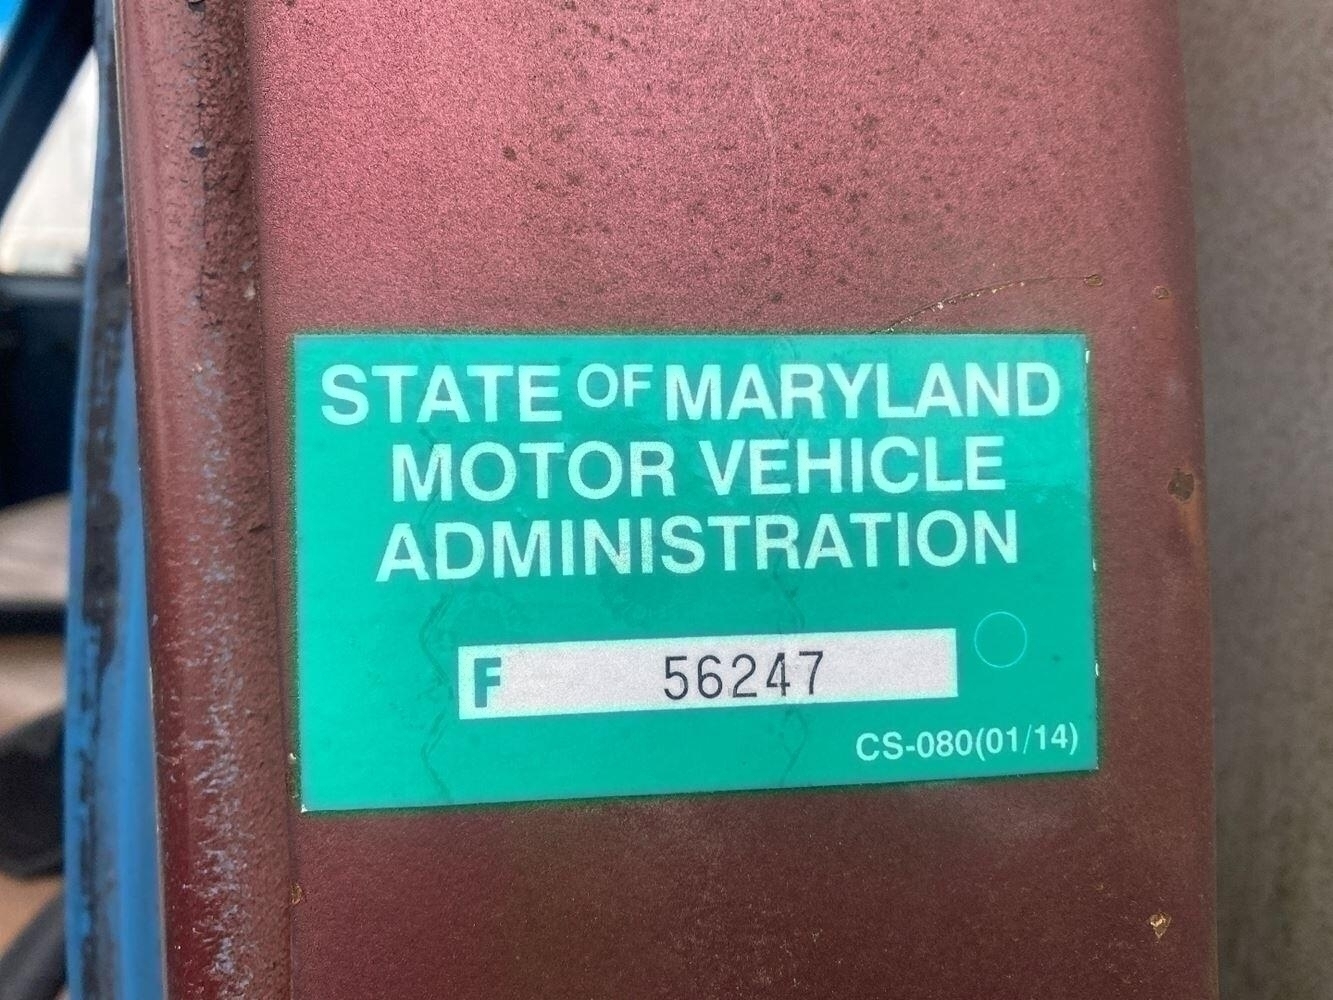 STATE OF MARYLAND
MOTOR VEHICLE
ADMINISTRATION
F 56247
CS-080(01/14)